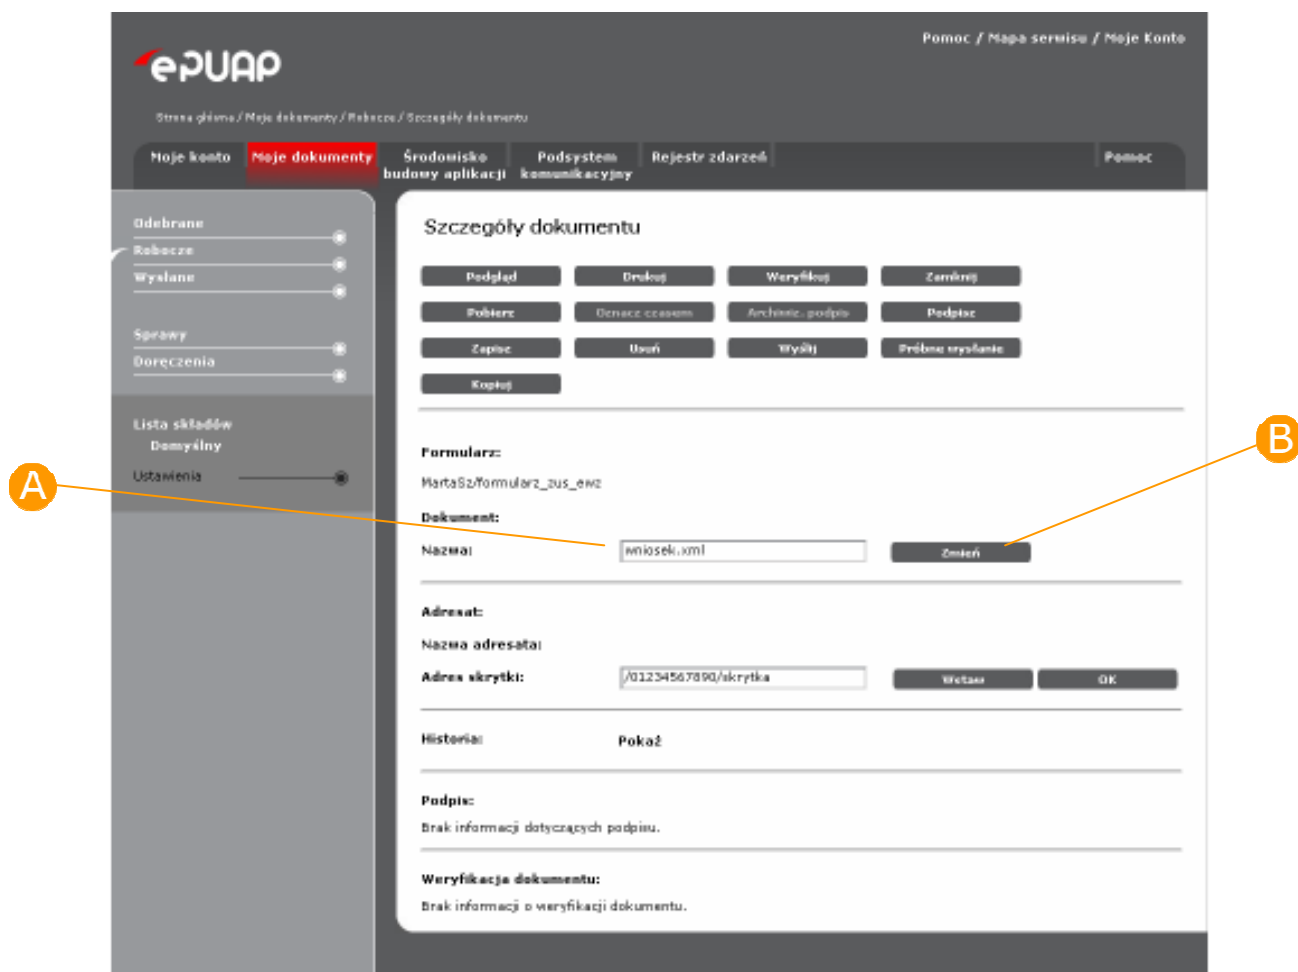 Pomoc / Mapa serwisu / Moje Konto
ePUAP
Strona główna / Moje dokumenty / Robocze / Szczegóły dokumentu
Moje konto
Moje dokumenty
Środowisko budowy aplikacji
Podsystem komunikacyjny
Rejestr zdarzeń
Pomoc
Odebrane
Robocze
Wysłane
Sprawy
Doręczenia
Lista składów
Domyślny
Ustawienia
Szczegóły dokumentu
Podgląd Drukuj Weryfikuj Zamknij
Pobierz Oznacz czasem Archiwiz. podpis Podpisz
Zapisz Usuń Wyślij Próbne wysłanie
Kopiuj
B
Formularz:
MartaSz/formularz_zus_ewz
A
Dokument:
Nazwa: wniosek.xml Zmień
Adresat:
Nazwa adresata:
Adres skrytki: /01234567890/skrytka Wstaw OK
Historia: Pokaż
Podpis:
Brak informacji dotyczących podpisu.
Weryfikacja dokumentu:
Brak informacji o weryfikacji dokumentu.